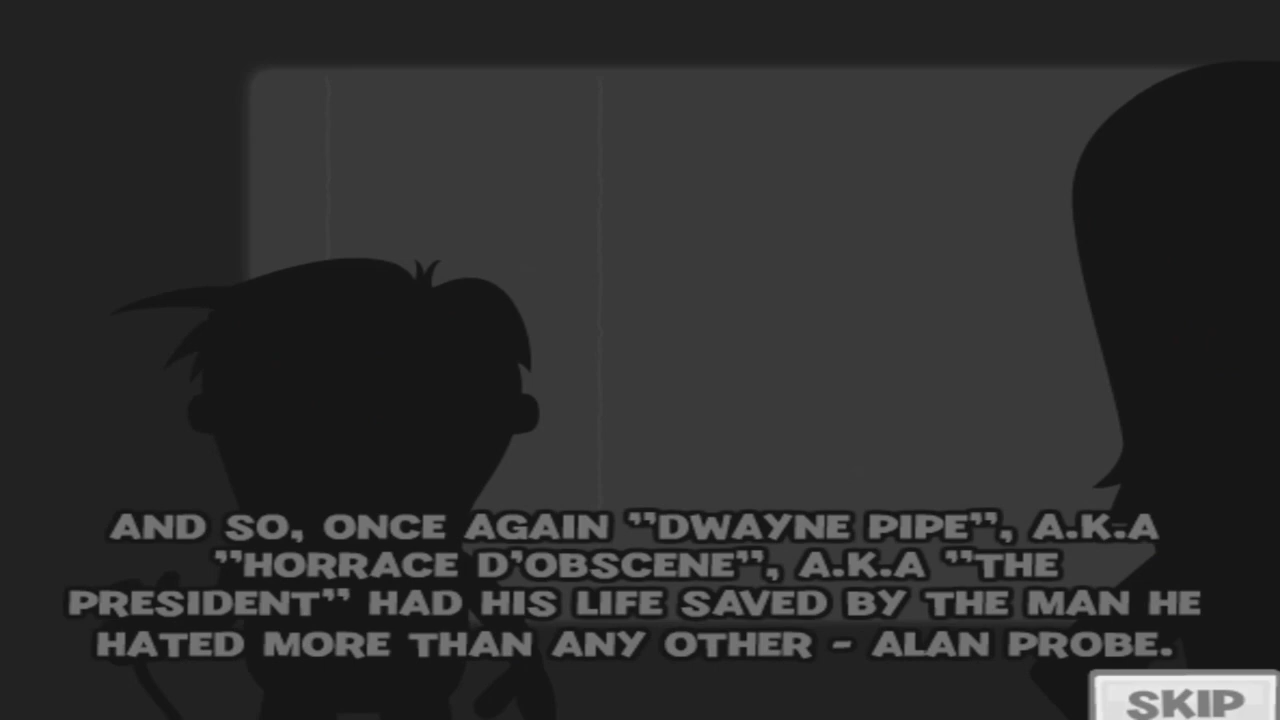 AND SO, ONCE AGAIN "DWAYNE PIPE", A.K.A
"HORRACE D'OBSCENE", A.K.A "THE
PRESIDENT" HAD HIS LIFE SAVED BY THE MAN HE
HATED MORE THAN ANY OTHER - ALAN PROBE.
SKIP